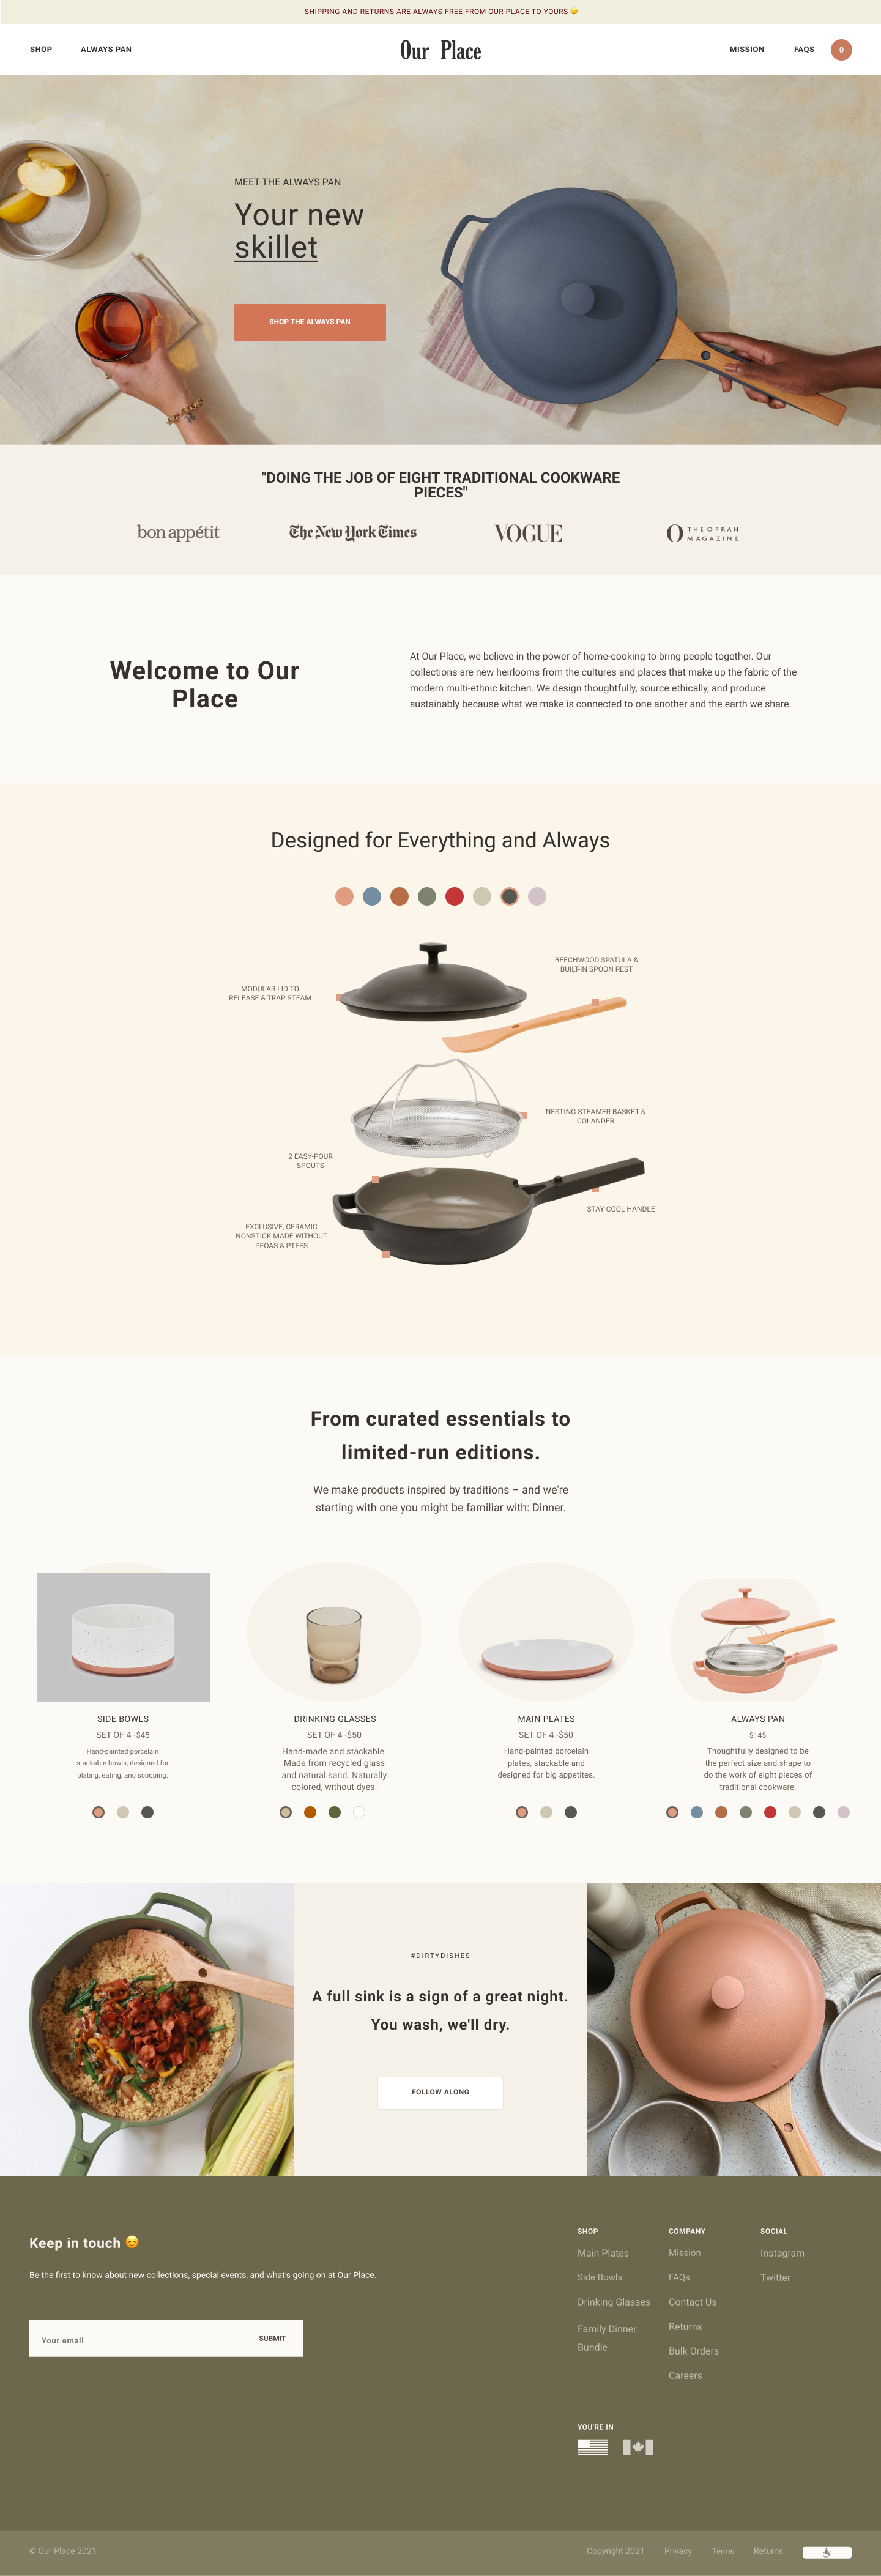 SHIPPING AND RETURNS ARE ALWAYS FREE FROM OUR PLACE TO YOURS 😊
SHOP
ALWAYS PAN
Our Place
MISSION
FAQS
0
MEET THE ALWAYS PAN
Your new
skillet
SHOP THE ALWAYS PAN
"DOING THE JOB OF EIGHT TRADITIONAL COOKWARE
PIECES"
bon appétit
The New York Times
VOGUE
O THE OPRAH
MAGAZINE
Welcome to Our
Place
At Our Place, we believe in the power of home-cooking to bring people together. Our
collections are new heirlooms from the cultures and places that make up the fabric of the
modern multi-ethnic kitchen. We design thoughtfully, source ethically, and produce
sustainably because what we make is connected to one another and the earth we share.
Designed for Everything and Always
BEECHWOOD SPATULA &
BUILT-IN SPOON REST
MODULAR LID TO
RELEASE & TRAP STEAM
NESTING STEAMER BASKET &
COLANDER
2 EASY-POUR
SPOUTS
STAY COOL HANDLE
EXCLUSIVE, CERAMIC
NONSTICK MADE WITHOUT
PFOAS & PTFES
From curated essentials to
limited-run editions.
We make products inspired by traditions – and we're
starting with one you might be familiar with: Dinner.
SIDE BOWLS
SET OF 4 -$45
Hand-painted porcelain
stackable bowls, designed for
plating, eating, and scooping.
DRINKING GLASSES
SET OF 4 -$50
Hand-made and stackable.
Made from recycled glass
and natural sand. Naturally
colored, without dyes.
MAIN PLATES
SET OF 4 -$50
Hand-painted porcelain
plates, stackable and
designed for big appetites.
ALWAYS PAN
$145
Thoughtfully designed to be
the perfect size and shape to
do the work of eight pieces of
traditional cookware.
#DIRTYDISHES
A full sink is a sign of a great night.
You wash, we'll dry.
FOLLOW ALONG
Keep in touch ☺️
Be the first to know about new collections, special events, and what's going on at Our Place.
Your email
SUBMIT
SHOP
Main Plates
Side Bowls
Drinking Glasses
Family Dinner
Bundle
COMPANY
Mission
FAQs
Contact Us
Returns
Bulk Orders
Careers
SOCIAL
Instagram
Twitter
YOU'RE IN
© Our Place 2021
Copyright 2021
Privacy
Terms
Returns